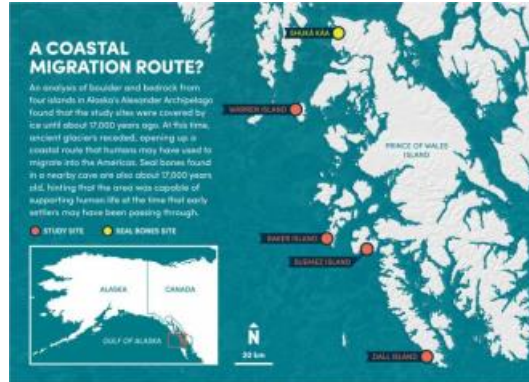 A COASTAL
MIGRATION ROUTE?
An analysis of boulder and bedrock from
four islands in Alaska's Alexander Archipelago
found that the study sites were covered by
ice until about 17,000 years ago. At this time,
ancient glacier's receded, opening up a
coastal route that humans may have used to
migrate into the Americas. Seal bones found
in a nearby cave are also about 17,000 years
old, hinting that the area was capable of
supporting human life at the time that early
settlers may have been passing through.
STUDY SITE
SEAL BONES SITE
SHUKÁ KÁA
WARREN ISLAND
PRINCE OF WALES
ISLAND
BAKER ISLAND
SUEMEZ ISLAND
DALL ISLAND
ALASKA
CANADA
GULF OF ALASKA
N
20 km